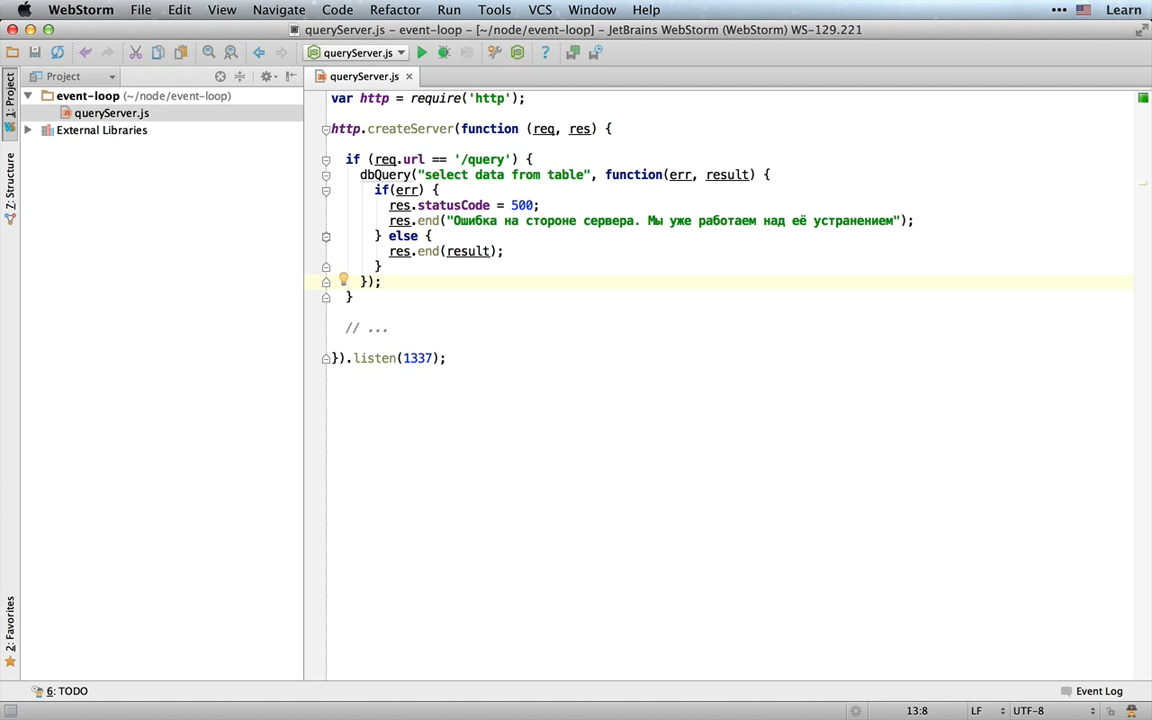 WebStorm File Edit View Navigate Code Refactor Run Tools VCS Window Help Learn
queryServer.js – event-loop – [~/node/event-loop] – JetBrains WebStorm (WebStorm) WS-129.221
queryServer.js
Project
queryServer.js
1: Project
event-loop (~/node/event-loop)
queryServer.js
External Libraries
7: Structure
2: Favorites
var http = require('http');
http.createServer(function (req, res) {
if (req.url == '/query') {
dbQuery("select data from table", function(err, result) {
if(err) {
res.statusCode = 500;
res.end("Ошибка на стороне сервера. Мы уже работаем над её устранением");
} else {
res.end(result);
}
});
}
// ...
}).listen(1337);
6: TODO
Event Log
13:8 LF UTF-8